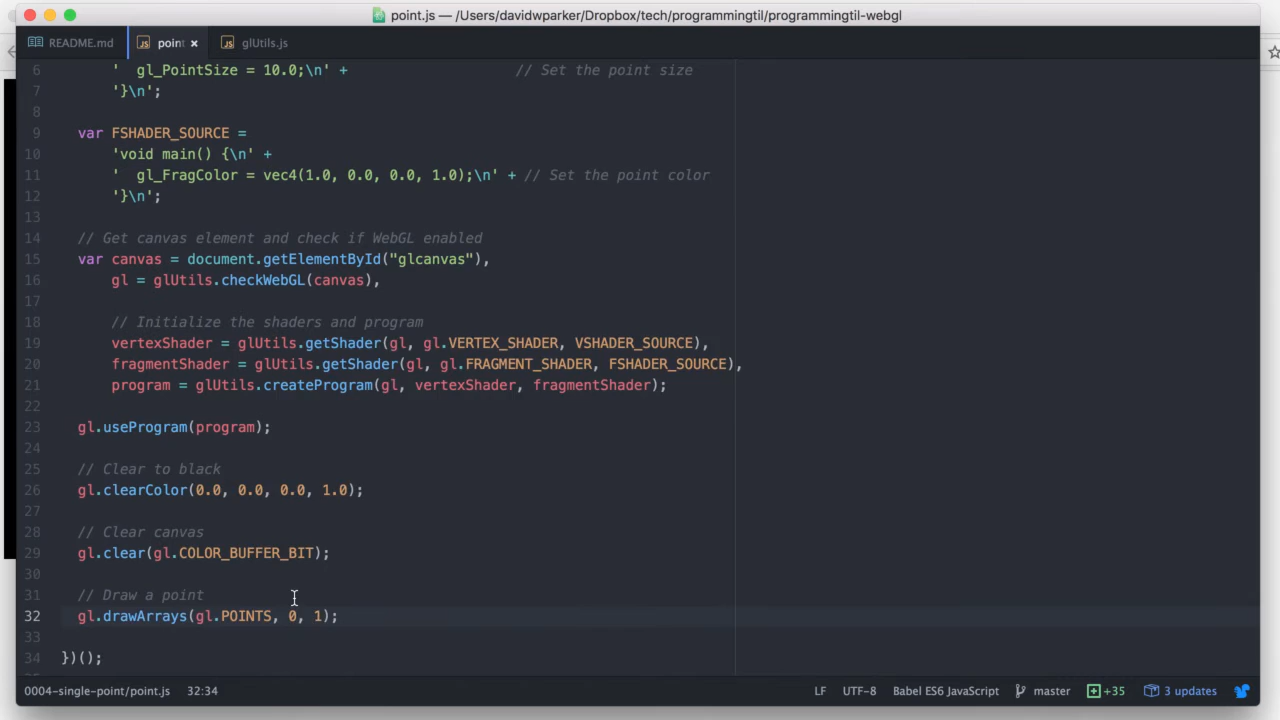 point.js — /Users/davidwparker/Dropbox/tech/programmingtil/programmingtil-webgl
README.md point glUtils.js
6 '  gl_PointSize = 10.0;\n' + // Set the point size
7 '}\n';
8
9 var FSHADER_SOURCE =
10 'void main() {\n' +
11 '  gl_FragColor = vec4(1.0, 0.0, 0.0, 1.0);\n' + // Set the point color
12 '}\n';
13
14 // Get canvas element and check if WebGL enabled
15 var canvas = document.getElementById("glcanvas"),
16 gl = glUtils.checkWebGL(canvas),
17
18 // Initialize the shaders and program
19 vertexShader = glUtils.getShader(gl, gl.VERTEX_SHADER, VSHADER_SOURCE),
20 fragmentShader = glUtils.getShader(gl, gl.FRAGMENT_SHADER, FSHADER_SOURCE),
21 program = glUtils.createProgram(gl, vertexShader, fragmentShader);
22
23 gl.useProgram(program);
24
25 // Clear to black
26 gl.clearColor(0.0, 0.0, 0.0, 1.0);
27
28 // Clear canvas
29 gl.clear(gl.COLOR_BUFFER_BIT);
30
31 // Draw a point
32 gl.drawArrays(gl.POINTS, 0, 1);
33
34 })();
0004-single-point/point.js 32:34 LF UTF-8 Babel ES6 JavaScript master +35 3 updates